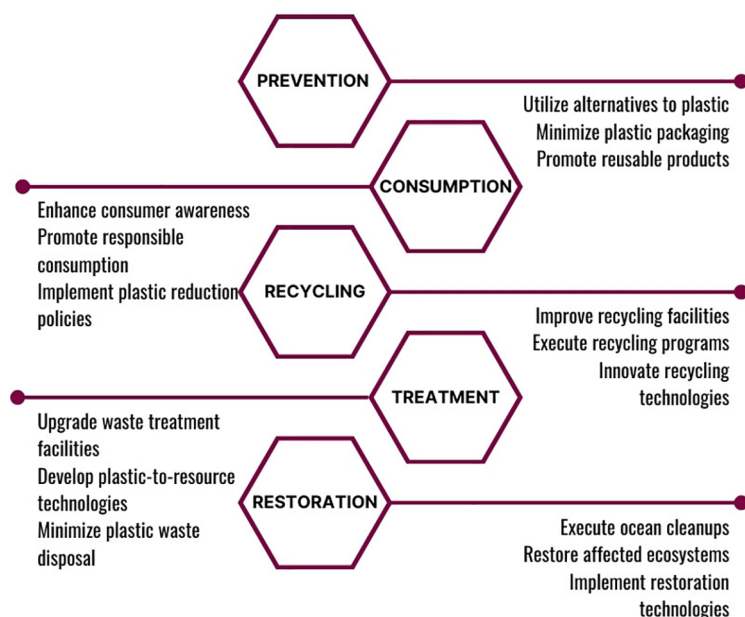 PREVENTION
Utilize alternatives to plastic
Minimize plastic packaging
Promote reusable products
CONSUMPTION
Enhance consumer awareness
Promote responsible
consumption
Implement plastic reduction
policies
RECYCLING
Improve recycling facilities
Execute recycling programs
Innovate recycling
technologies
TREATMENT
Upgrade waste treatment
facilities
Develop plastic-to-resource
technologies
Minimize plastic waste
disposal
RESTORATION
Execute ocean cleanups
Restore affected ecosystems
Implement restoration
technologies